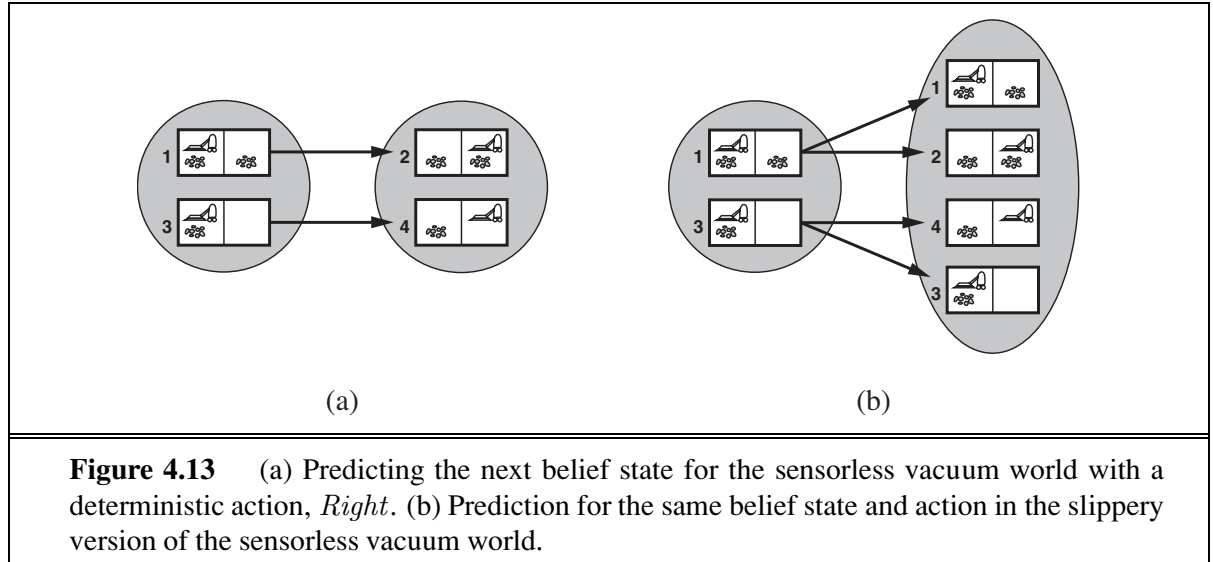 1
2
3
4
(a)
1
3
1
2
4
3
(b)
Figure 4.13 (a) Predicting the next belief state for the sensorless vacuum world with a
deterministic action, Right. (b) Prediction for the same belief state and action in the slippery
version of the sensorless vacuum world.